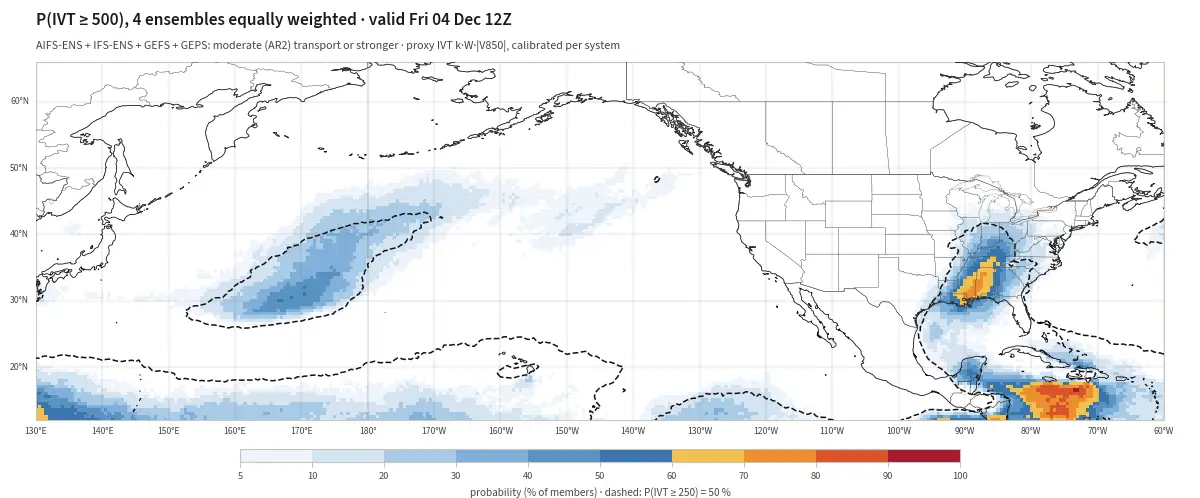 P(IVT ≥ 500), 4 ensembles equally weighted · valid Fri 04 Dec 12Z
AIFS-ENS + IFS-ENS + GEFS + GEPS: moderate (AR2) transport or stronger · proxy IVT k·W·|V850|, calibrated per system
60°N
50°N
40°N
30°N
20°N
130°E 140°E 150°E 160°E 170°E 180° 170°W 160°W 150°W 140°W 130°W 120°W 110°W 100°W 90°W 80°W 70°W 60°W
5 10 20 30 40 50 60 70 80 90 100
probability (% of members) · dashed: P(IVT ≥ 250) = 50 %